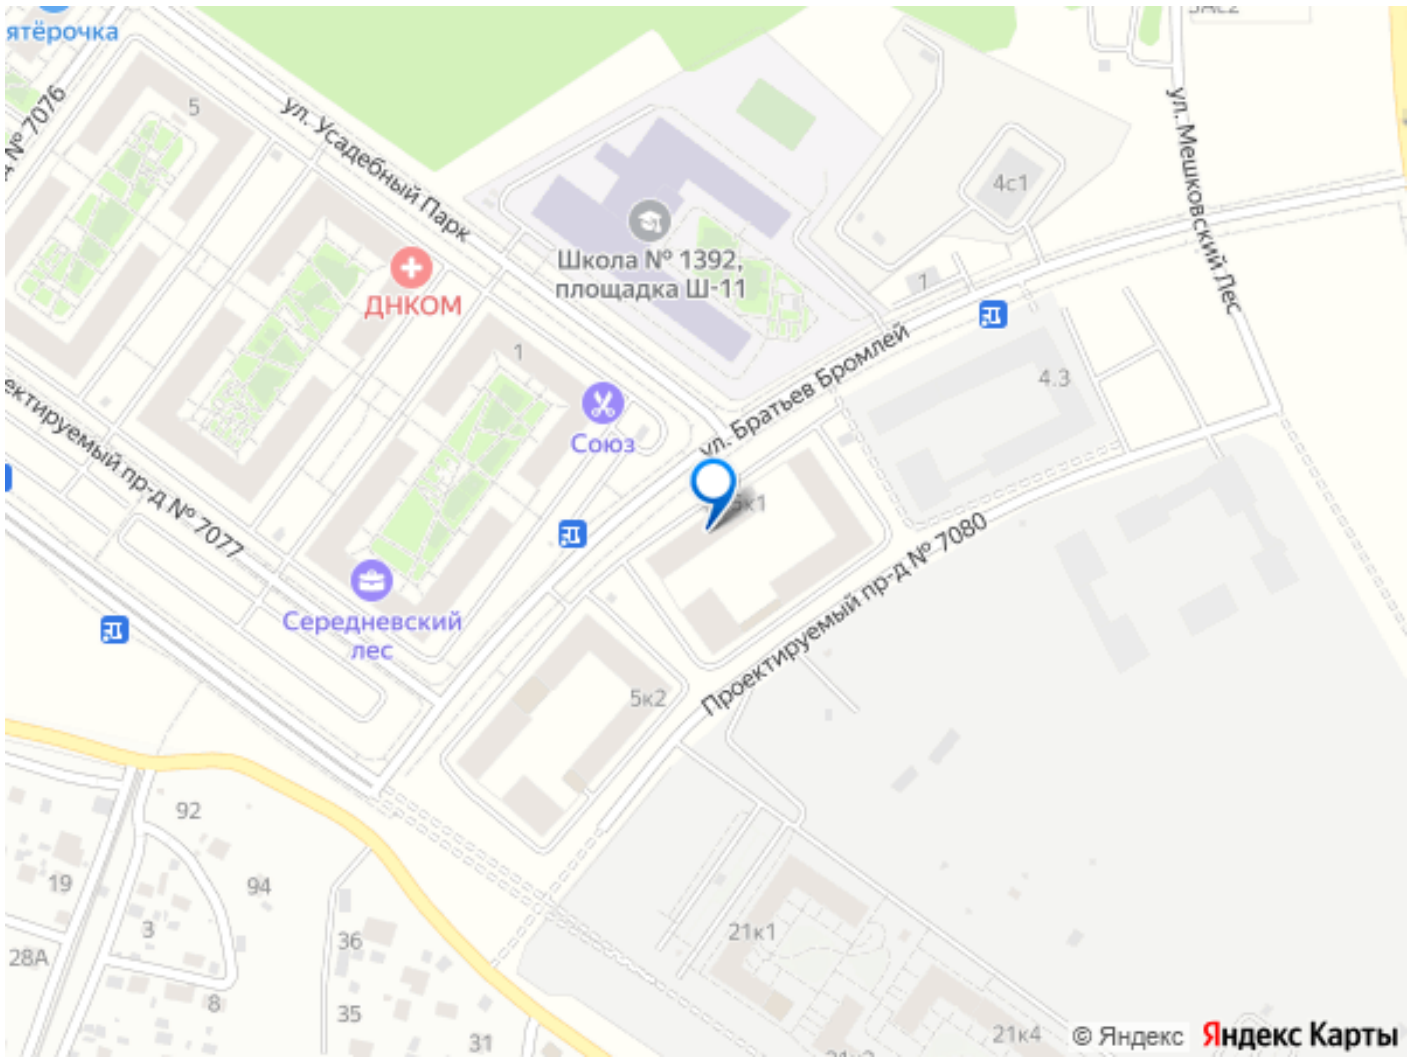 ятёрочка
5
ул. Усадебный Парк
№ 7076
ул. Мешковский Лес
4с1
Школа № 1392,
площадка Ш-11
7
ДНКОМ
1
4.3
ул. Братьев Бромлей
Союз
5к1
ектируемый пр-д № 7077
Проектируемый пр-д № 7080
Середневский
лес
5к2
92
94
19
3
28А
36
8
35
31
21к1
21к4
© Яндекс
Яндекс Карты